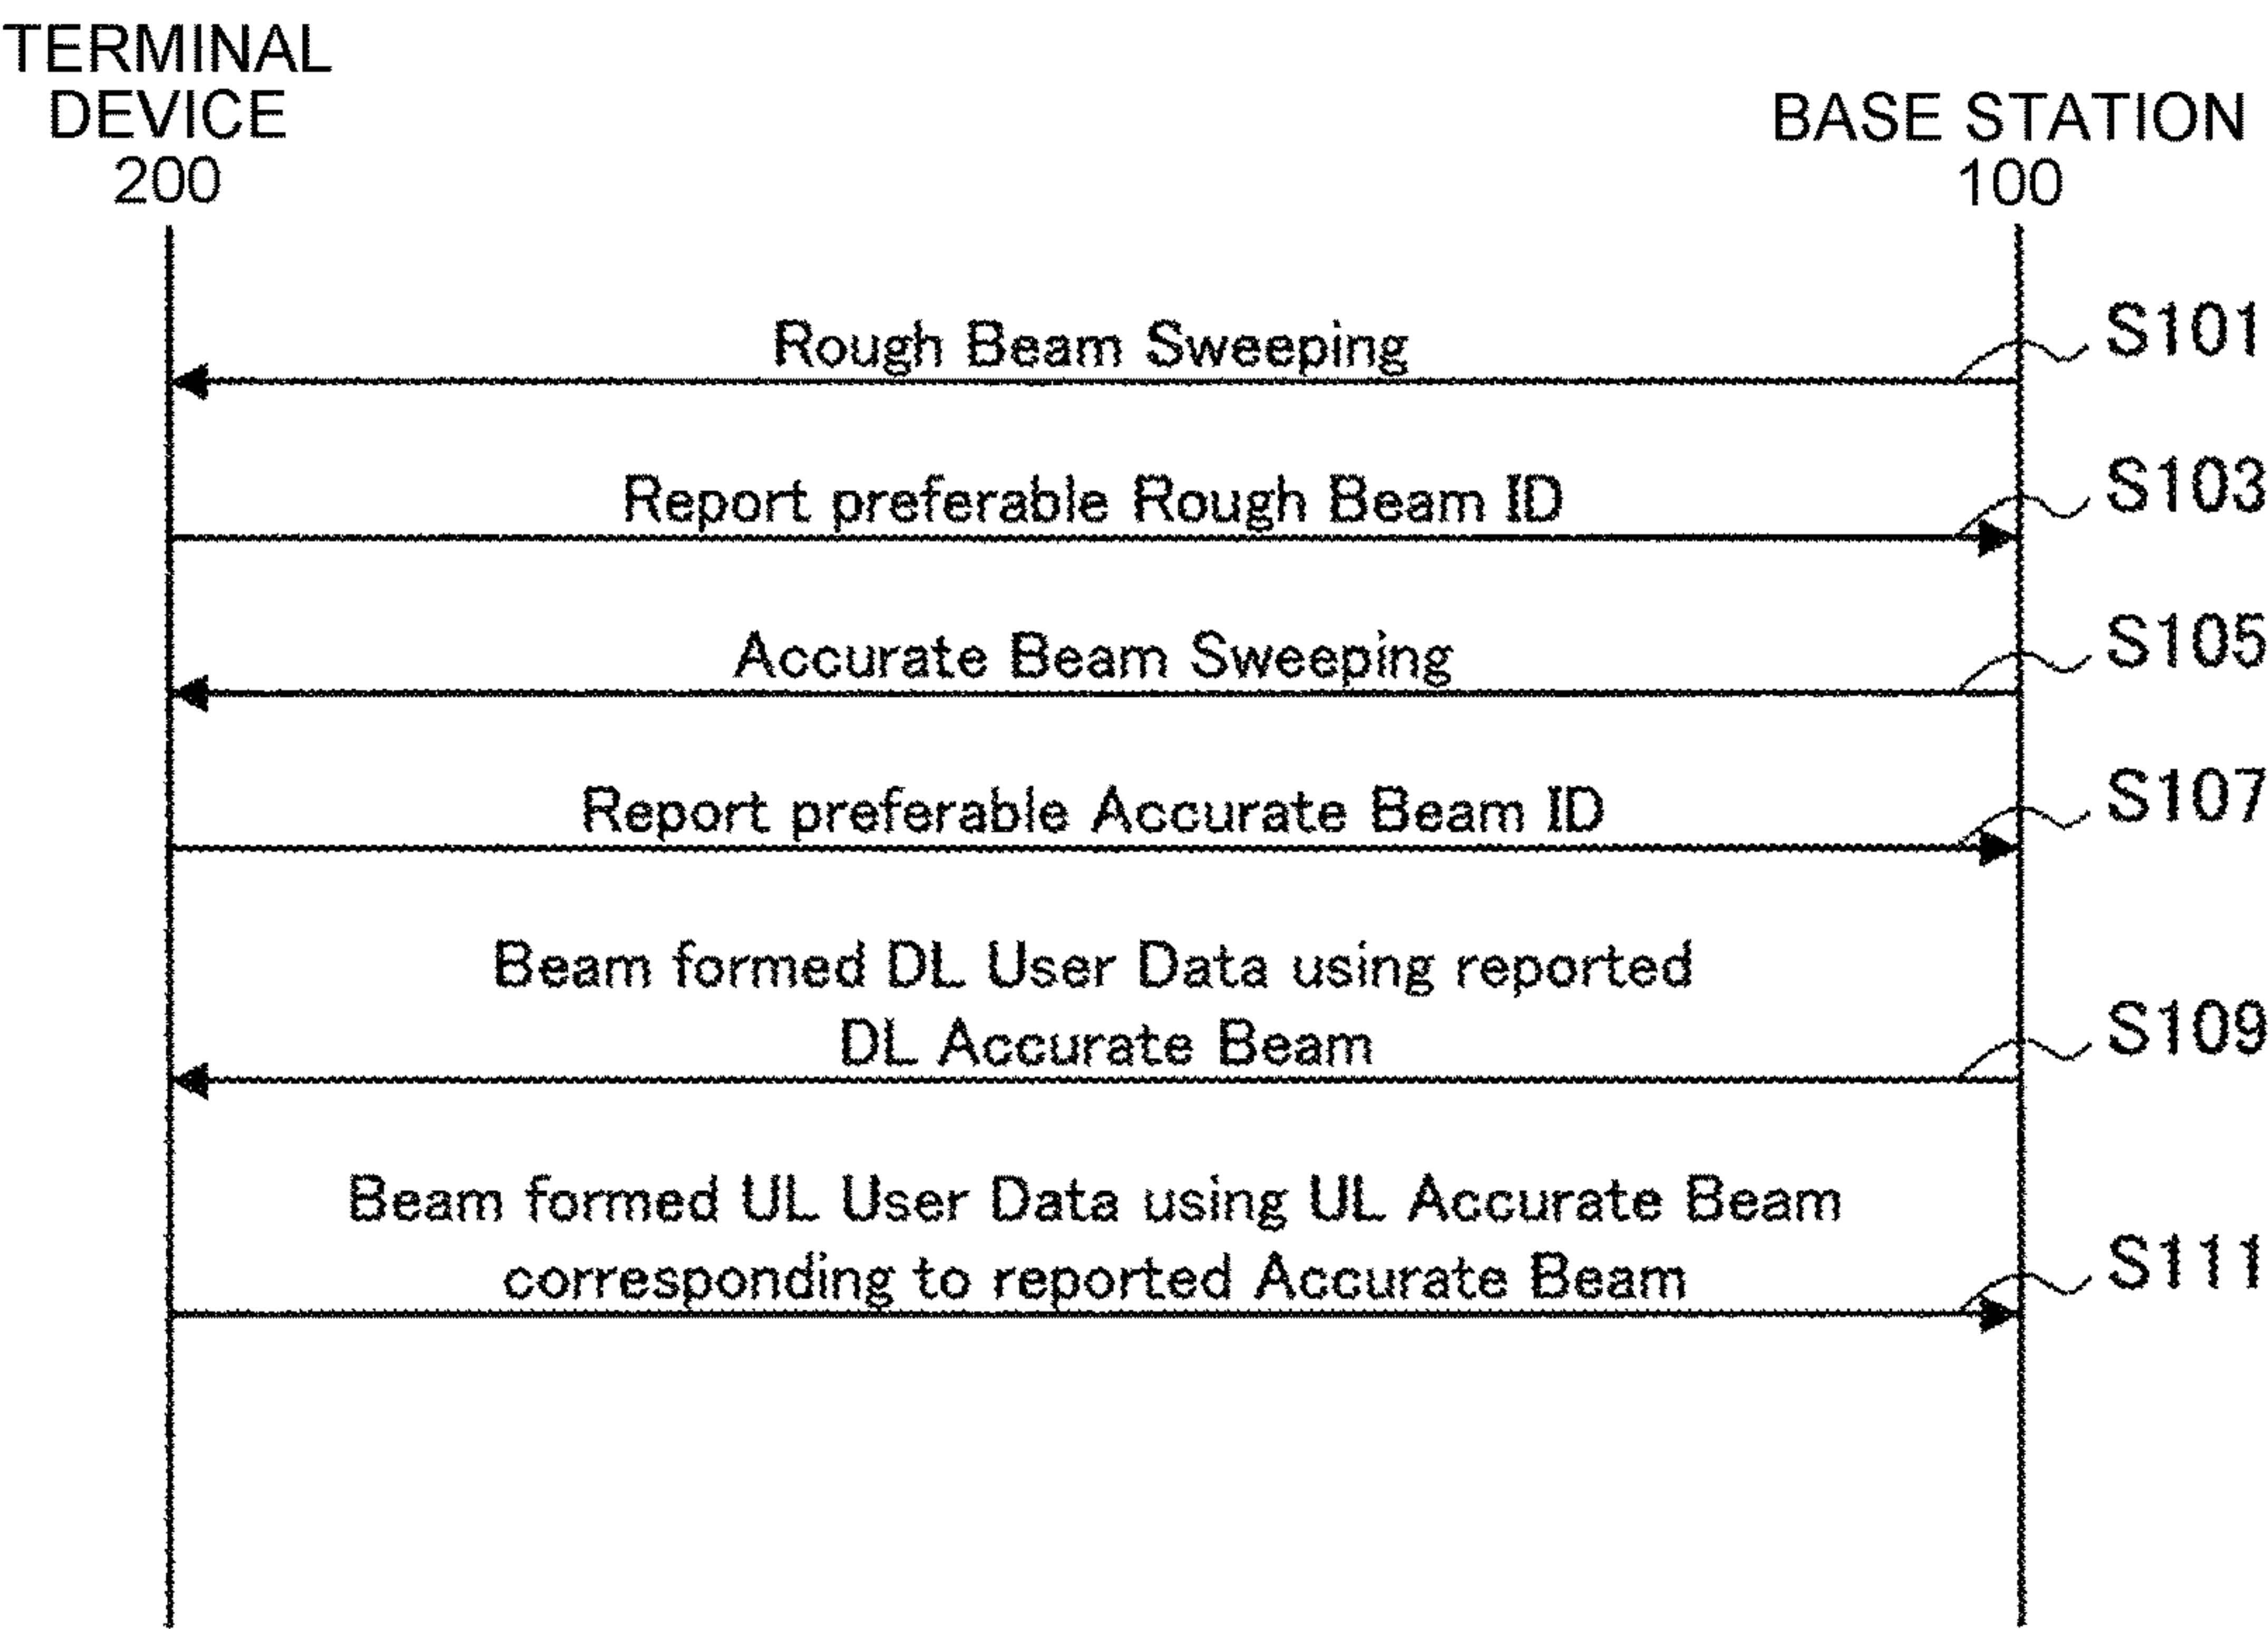 TERMINAL
DEVICE
200
BASE STATION
100
Rough Beam Sweeping
S101
Report preferable Rough Beam ID
S103
Accurate Beam Sweeping
S105
Report preferable Accurate Beam ID
S107
Beam formed DL User Data using reported
DL Accurate Beam
S109
Beam formed UL User Data using UL Accurate Beam
corresponding to reported Accurate Beam
S111